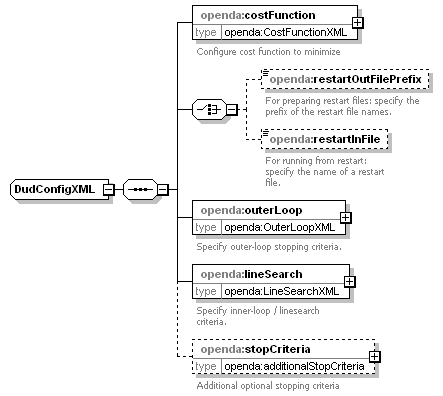 openda:costFunction
type openda:CostFunctionXML
Configure cost function to minimize
openda:restartOutFilePrefix
For preparing restart files: specify the
prefix of the restart file names.
openda:restartInFile
For running from restart:
specify the name of a restart
file.
DudConfigXML
openda:outerLoop
type openda:OuterLoopXML
Specify outer-loop stopping criteria.
openda:lineSearch
type openda:LineSearchXML
Specify inner-loop / linesearch
criteria.
openda:stopCriteria
type openda:additionalStopCriteria
Additional optional stopping criteria